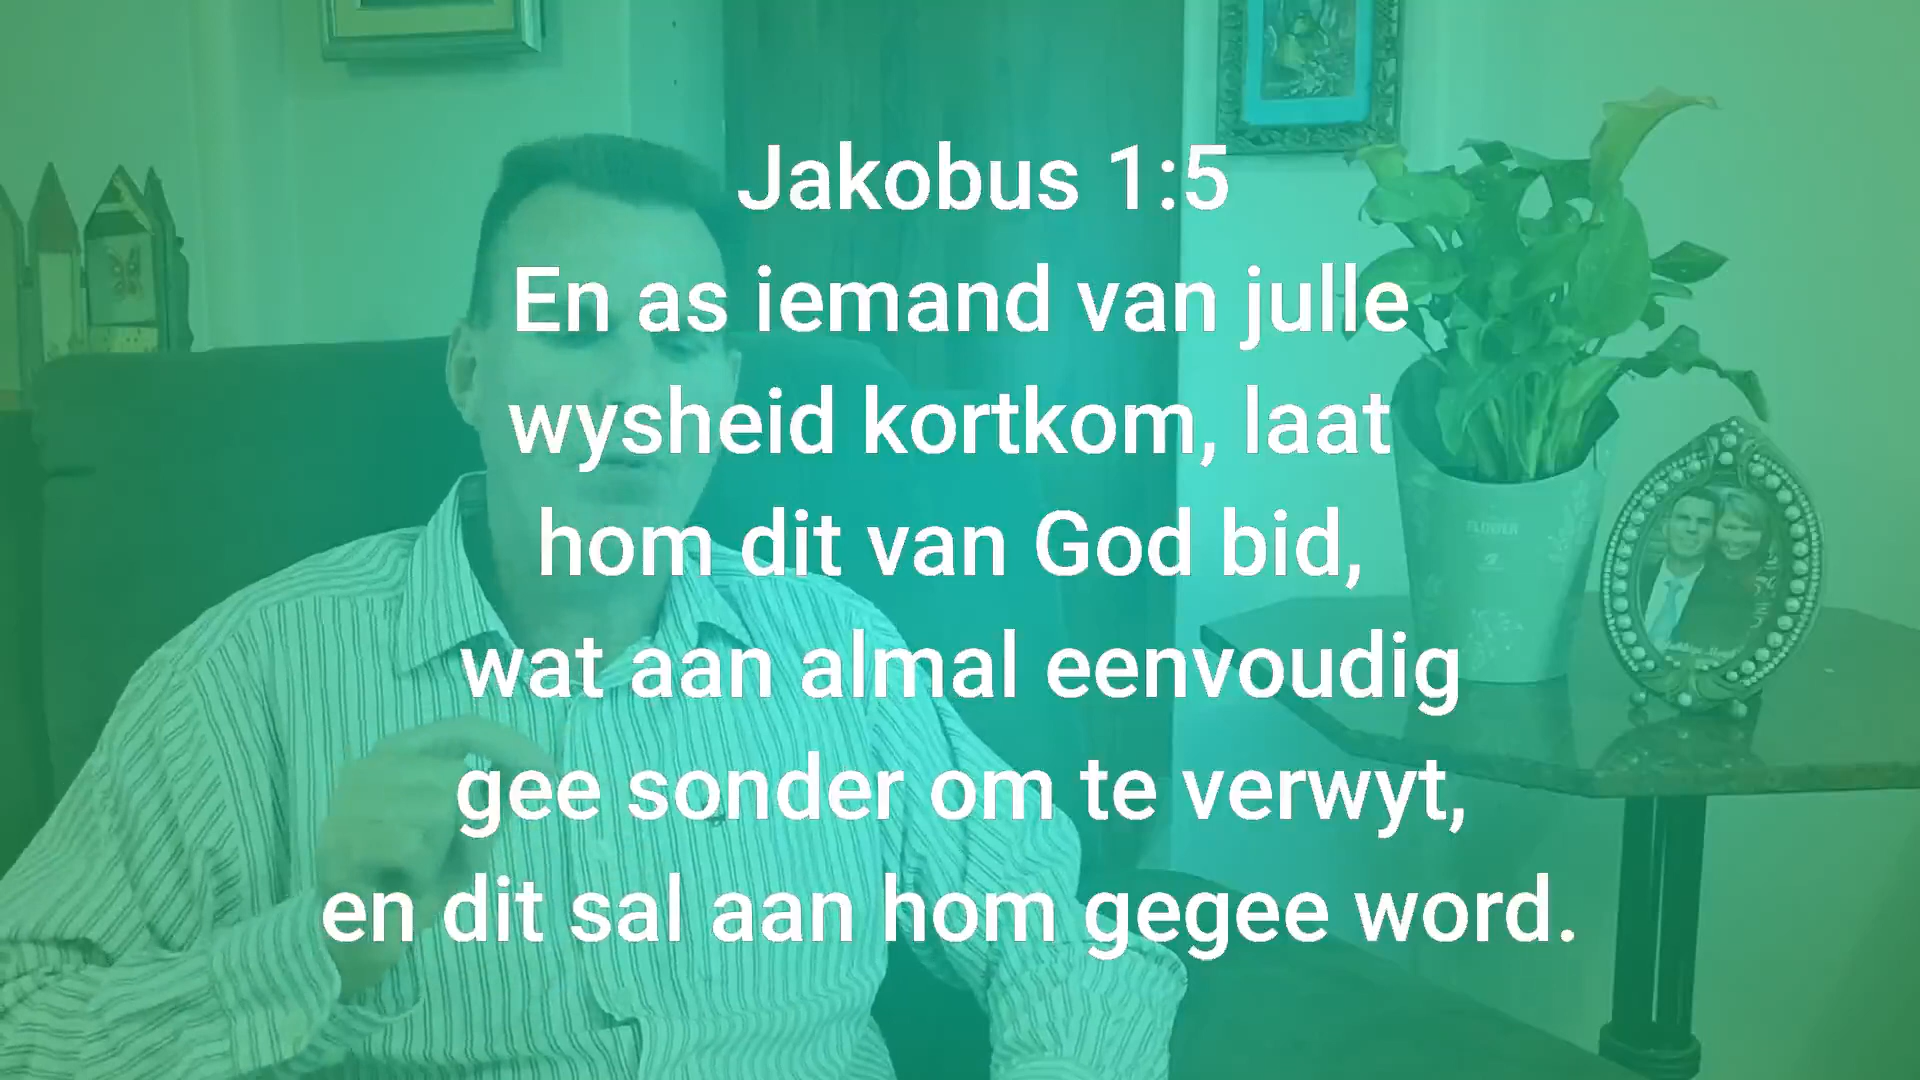 Jakobus 1:5
En as iemand van julle
wysheid kortkom, laat
hom dit van God bid,
wat aan almal eenvoudig
gee sonder om te verwyt,
en dit sal aan hom gegee word.
FLOWER